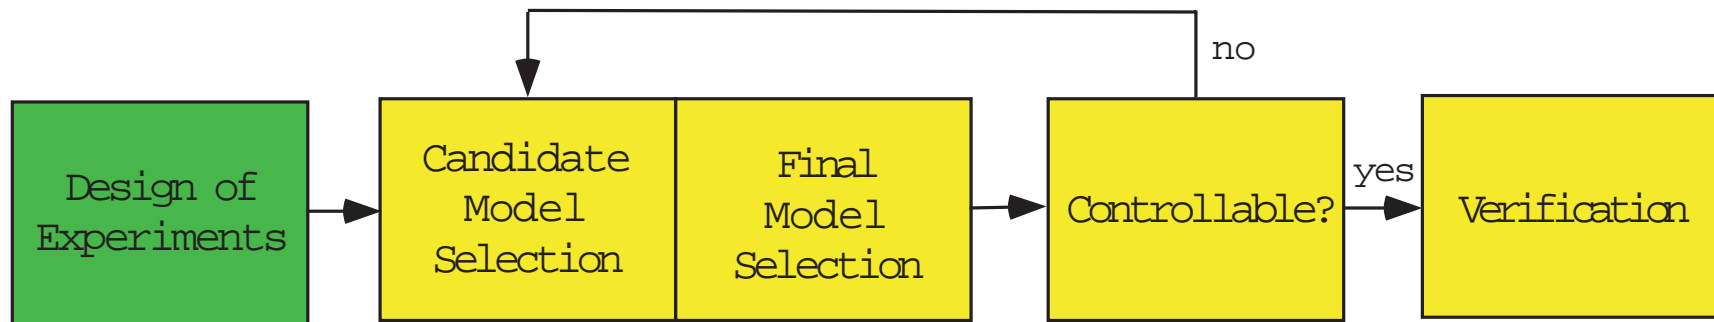 Design of
Experiments
Candidate
Model
Selection
Final
Model
Selection
Controllable?
no
yes
Verification